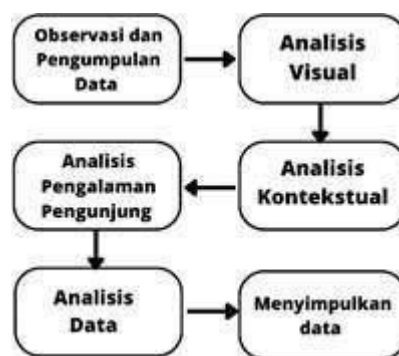 Observasi dan
Pengumpulan
Data
Analisis
Visual
Analisis
Kontekstual
Analisis
Pengalaman
Pengunjung
Analisis
Data
Menyimpulkan
data